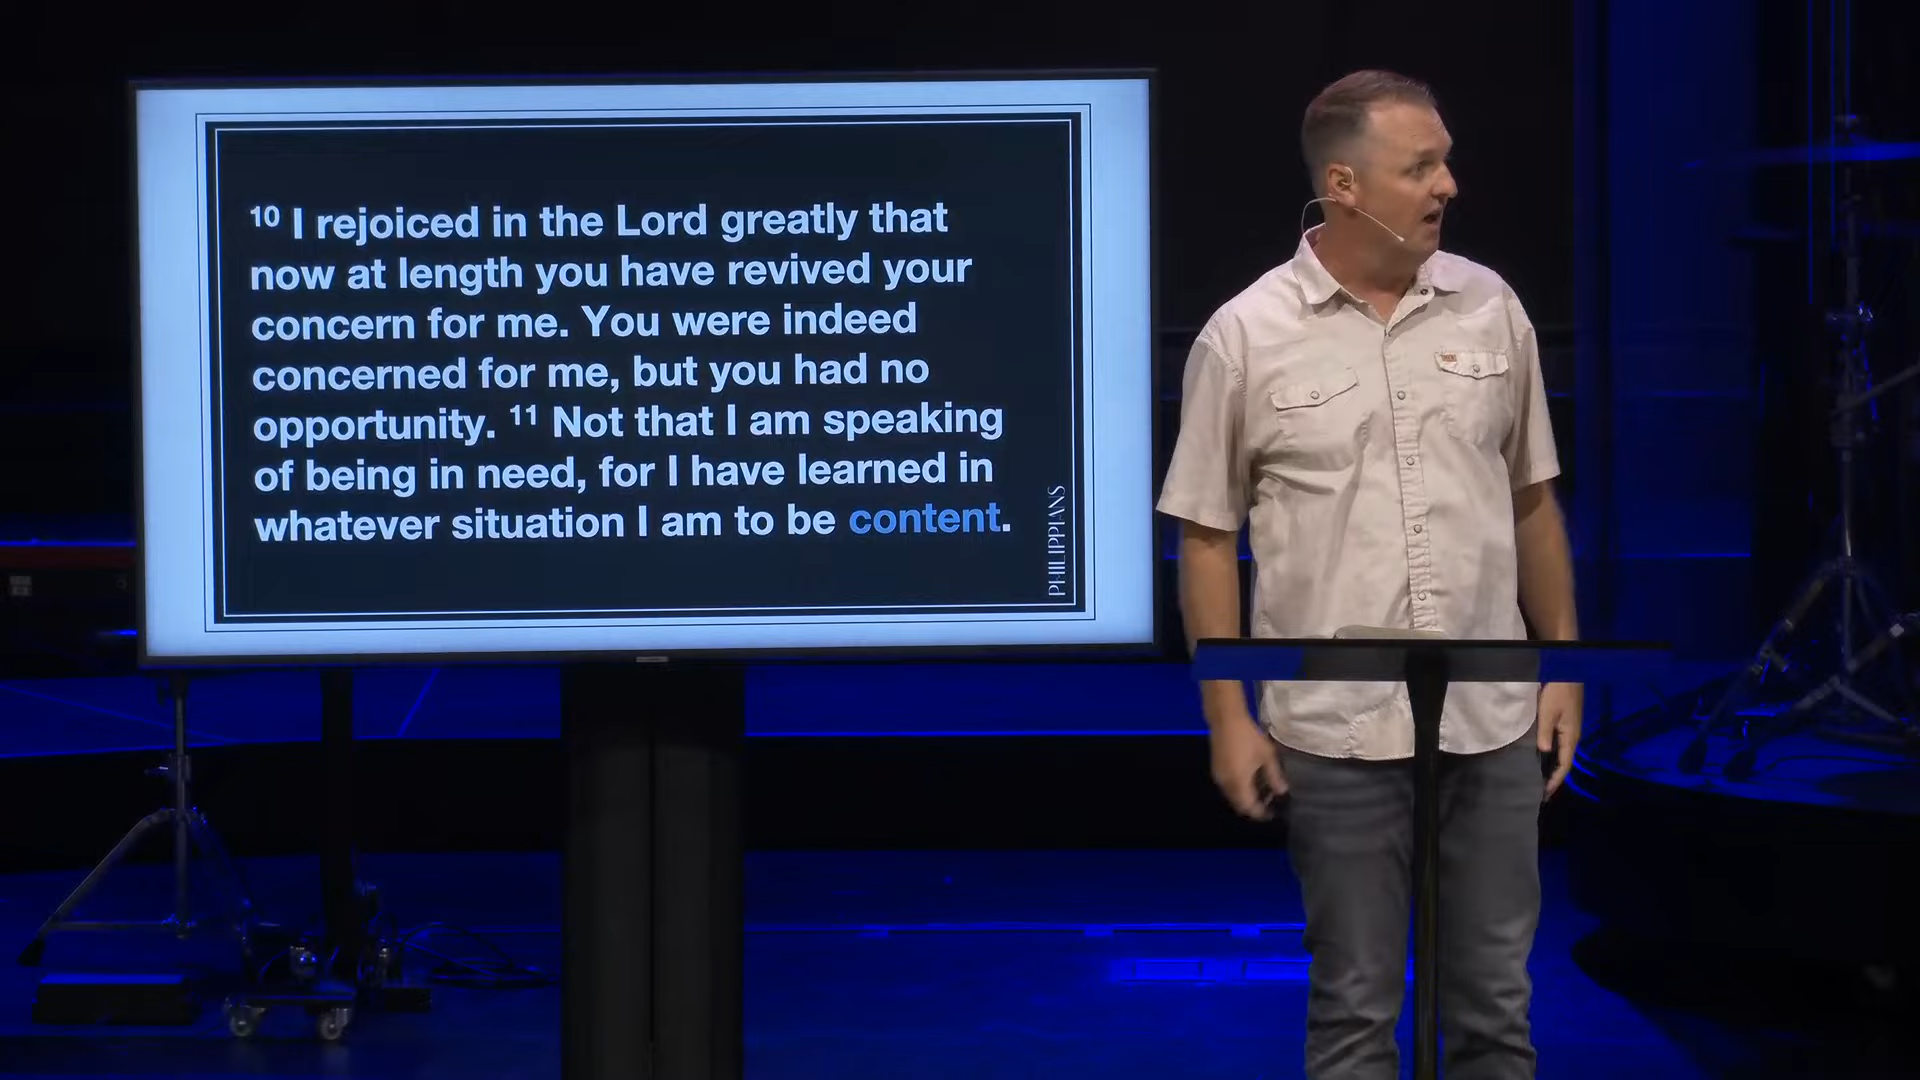 10 I rejoiced in the Lord greatly that
now at length you have revived your
concern for me. You were indeed
concerned for me, but you had no
opportunity. 11 Not that I am speaking
of being in need, for I have learned in
whatever situation I am to be content.
PHILIPPIANS